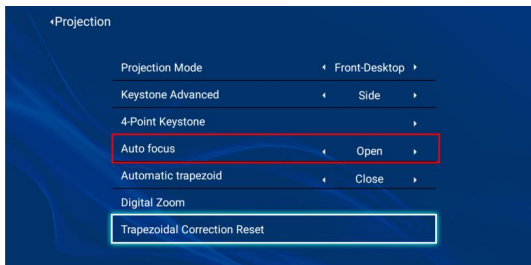 Projection
Projection Mode Front-Desktop
Keystone Advanced Side
4-Point Keystone
Auto focus Open
Automatic trapezoid Close
Digital Zoom
Trapezoidal Correction Reset